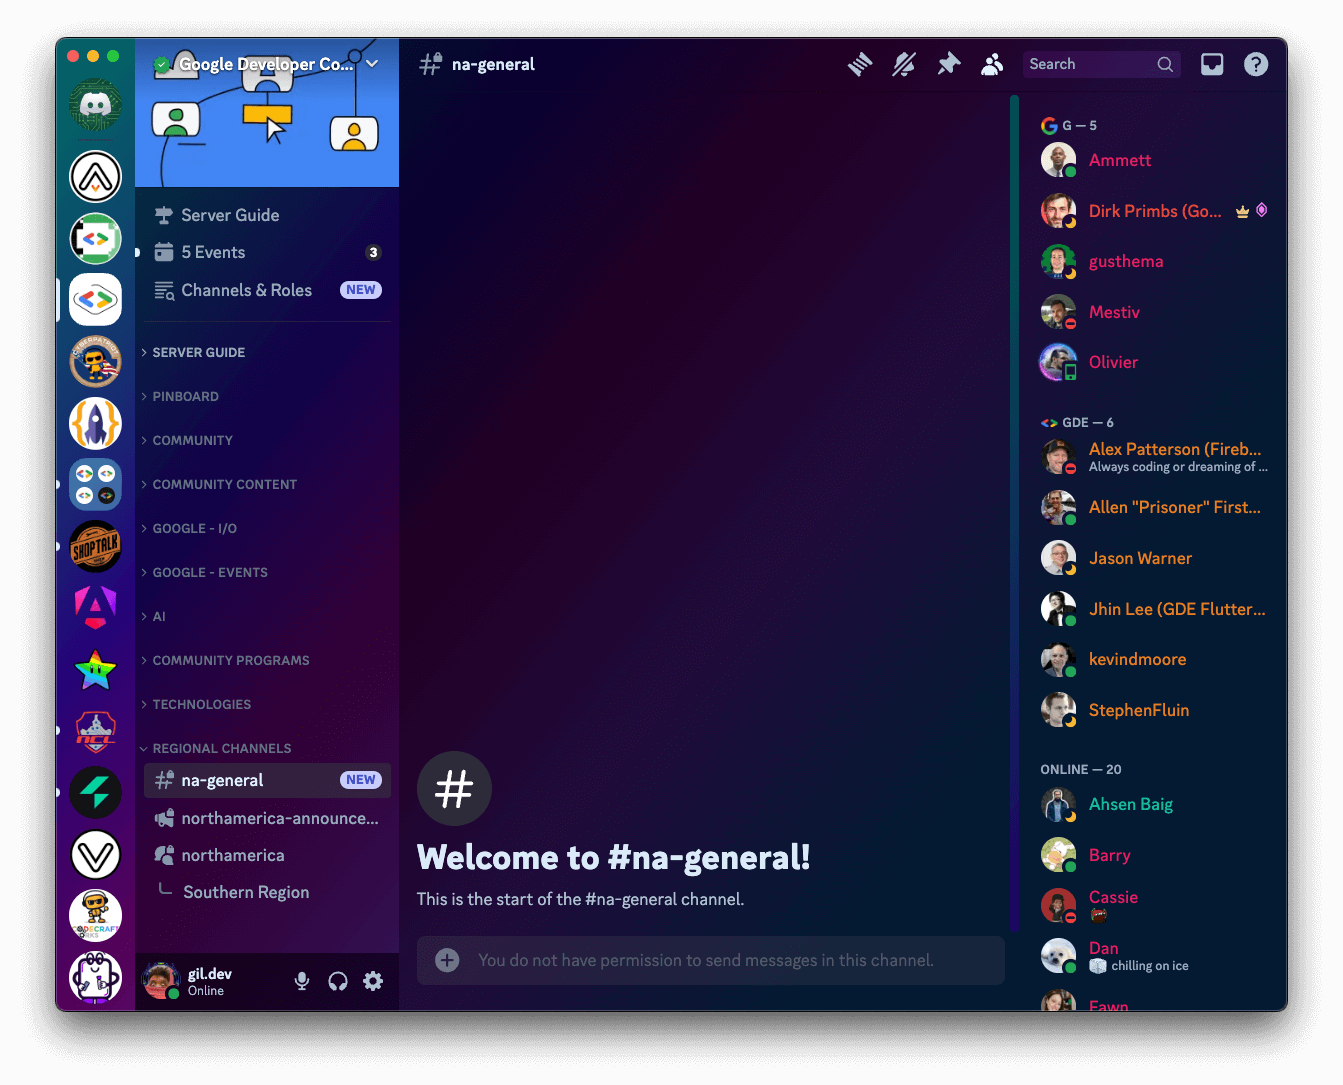 Google Developer Co...
Server Guide
5 Events
3
Channels & Roles
NEW
SERVER GUIDE
PINBOARD
COMMUNITY
COMMUNITY CONTENT
GOOGLE - I/O
GOOGLE - EVENTS
AI
COMMUNITY PROGRAMS
TECHNOLOGIES
REGIONAL CHANNELS
na-general
NEW
northamerica-announce...
northamerica
Southern Region
gil.dev
Online
SHOPTALK
NCL
na-general
Search
Welcome to #na-general!
This is the start of the #na-general channel.
You do not have permission to send messages in this channel.
G — 5
Ammett
Dirk Primbs (Go...
gusthema
Mestiv
Olivier
GDE — 6
Alex Patterson (Fireb...
Always coding or dreaming of ...
Allen "Prisoner" First...
Jason Warner
Jhin Lee (GDE Flutter...
kevindmoore
StephenFluin
ONLINE — 20
Ahsen Baig
Barry
Cassie
Dan
chilling on ice
Fawn